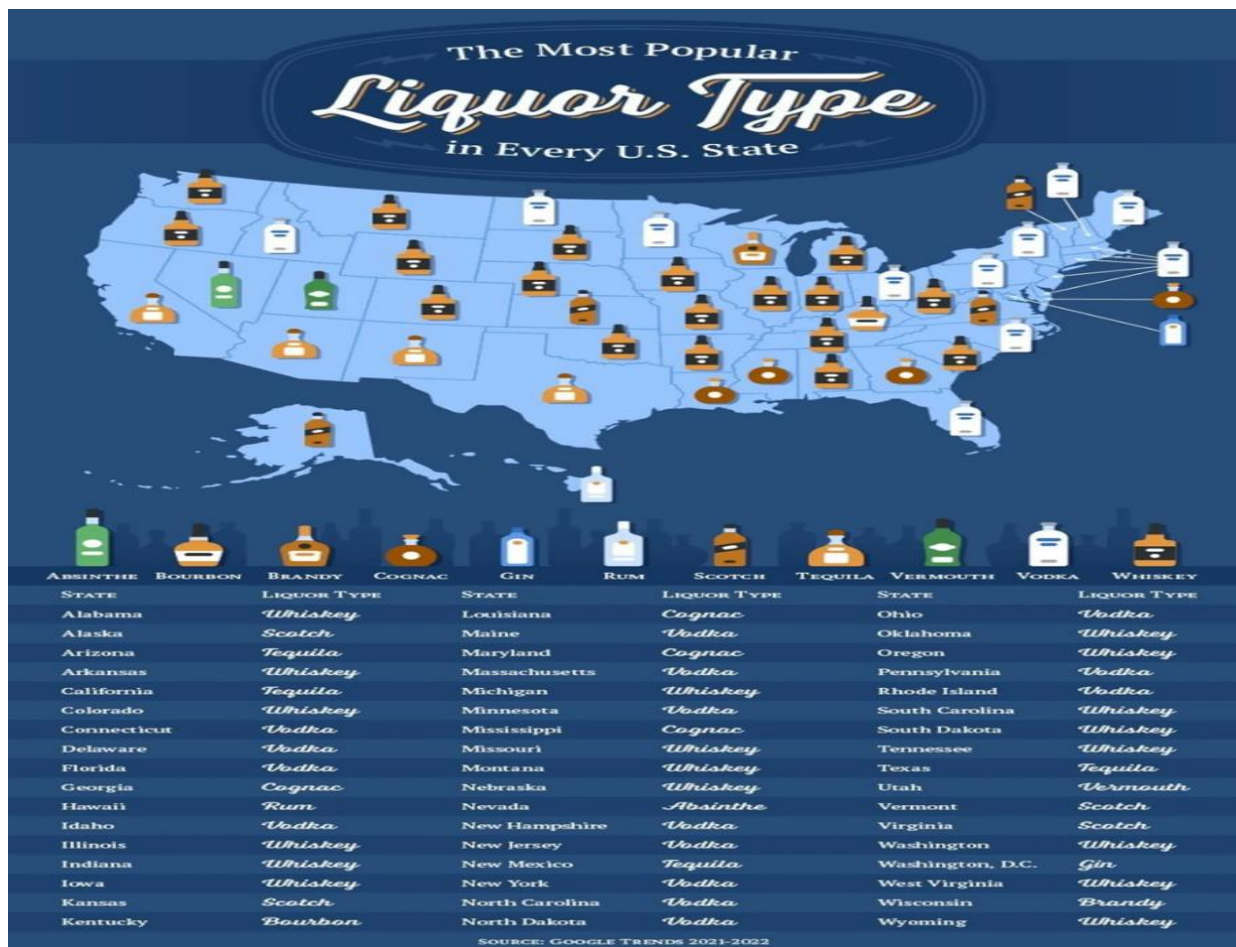 The Most Popular
Liquor Type
in Every U.S. State
Absinthe Bourbon Brandy Cognac Gin Rum Scotch Tequila Vermouth Vodka Whiskey
State Liquor Type State Liquor Type State Liquor Type
Alabama Whiskey Louisiana Cognac Ohio Vodka
Alaska Scotch Maine Vodka Oklahoma Whiskey
Arizona Tequila Maryland Cognac Oregon Whiskey
Arkansas Whiskey Massachusetts Vodka Pennsylvania Vodka
California Tequila Michigan Whiskey Rhode Island Vodka
Colorado Whiskey Minnesota Vodka South Carolina Whiskey
Connecticut Vodka Mississippi Cognac South Dakota Whiskey
Delaware Vodka Missouri Whiskey Tennessee Whiskey
Florida Vodka Montana Whiskey Texas Tequila
Georgia Cognac Nebraska Whiskey Utah Vermouth
Hawaii Rum Nevada Absinthe Vermont Scotch
Idaho Vodka New Hampshire Vodka Virginia Scotch
Illinois Whiskey New Jersey Vodka Washington Whiskey
Indiana Whiskey New Mexico Tequila Washington, D.C. Gin
Iowa Whiskey New York Vodka West Virginia Whiskey
Kansas Scotch North Carolina Vodka Wisconsin Brandy
Kentucky Bourbon North Dakota Vodka Wyoming Whiskey
Source: Google Trends 2021-2022